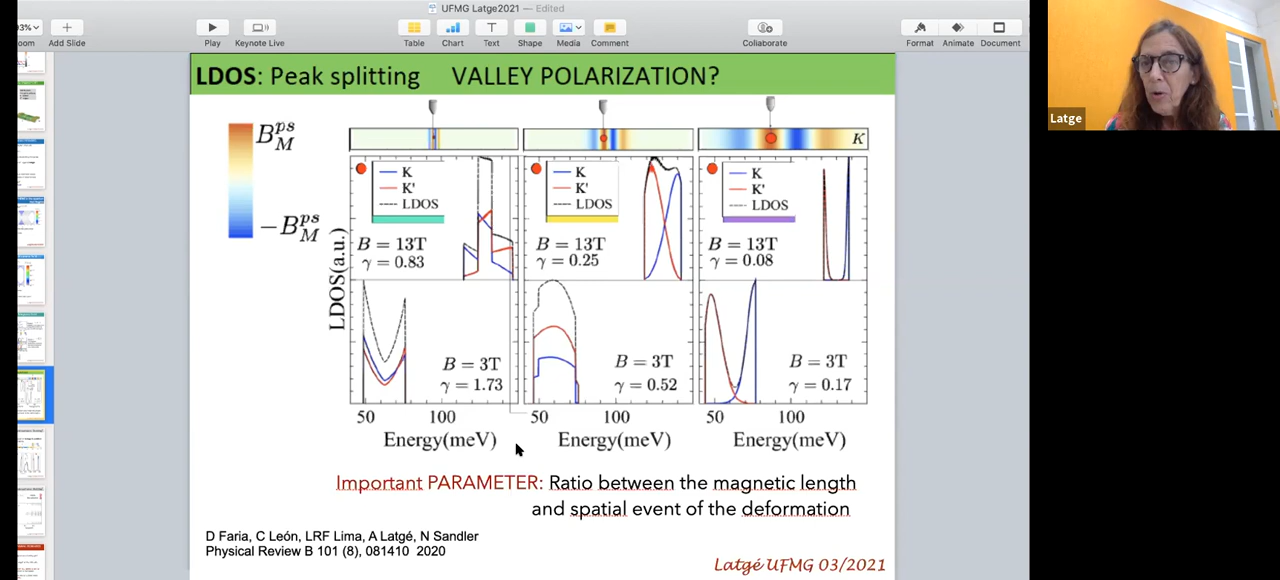 UFMG Latge2021 — Edited
93%
Zoom
Add Slide
Play
Keynote Live
Table
Chart
Text
Shape
Media
Comment
Collaborate
Format
Animate
Document
LDOS: Peak splitting VALLEY POLARIZATION?
B_M^ps
−B_M^ps
K
K
K'
LDOS
B = 13T
γ = 0.83
K
K'
LDOS
B = 13T
γ = 0.25
K
K'
LDOS
B = 13T
γ = 0.08
LDOS(a.u.)
B = 3T
γ = 1.73
B = 3T
γ = 0.52
B = 3T
γ = 0.17
50 100
50 100
50 100
Energy(meV)
Energy(meV)
Energy(meV)
Important PARAMETER: Ratio between the magnetic length
and spatial event of the deformation
D Faria, C León, LRF Lima, A Latgé, N Sandler
Physical Review B 101 (8), 081410 2020
Latgé UFMG 03/2021
Latge